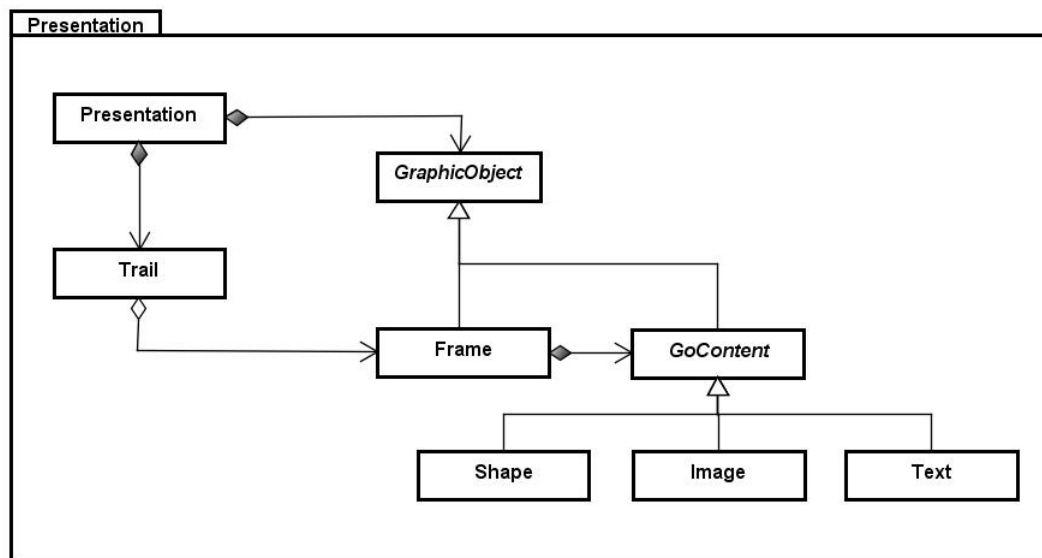 Presentation
Presentation
GraphicObject
Trail
Frame
GoContent
Shape
Image
Text